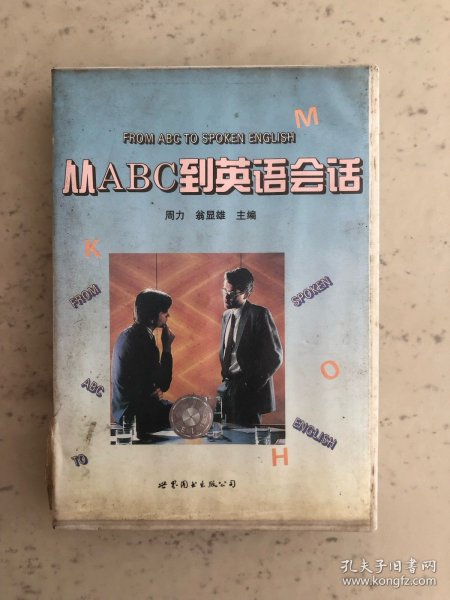 M
FROM ABC TO SPOKEN ENGLISH
从ABC到英语会话
周力 翁显雄 主编
K
FROM
SPOKEN
ABC
O
ENGLISH
TO
H
世界图书出版公司
孔夫子旧书网
www.kongfz.com